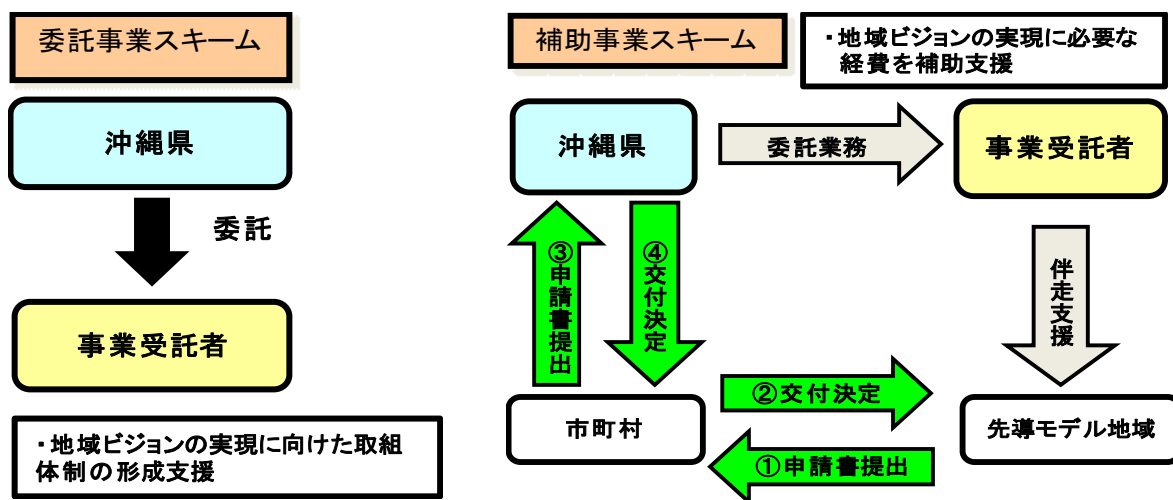 委託事業スキーム
沖縄県
委託
事業受託者
・地域ビジョンの実現に向けた取組
体制の形成支援
補助事業スキーム
・地域ビジョンの実現に必要な
経費を補助支援
沖縄県
委託業務
事業受託者
③申請書提出
④交付決定
伴走支援
市町村
②交付決定
①申請書提出
先導モデル地域